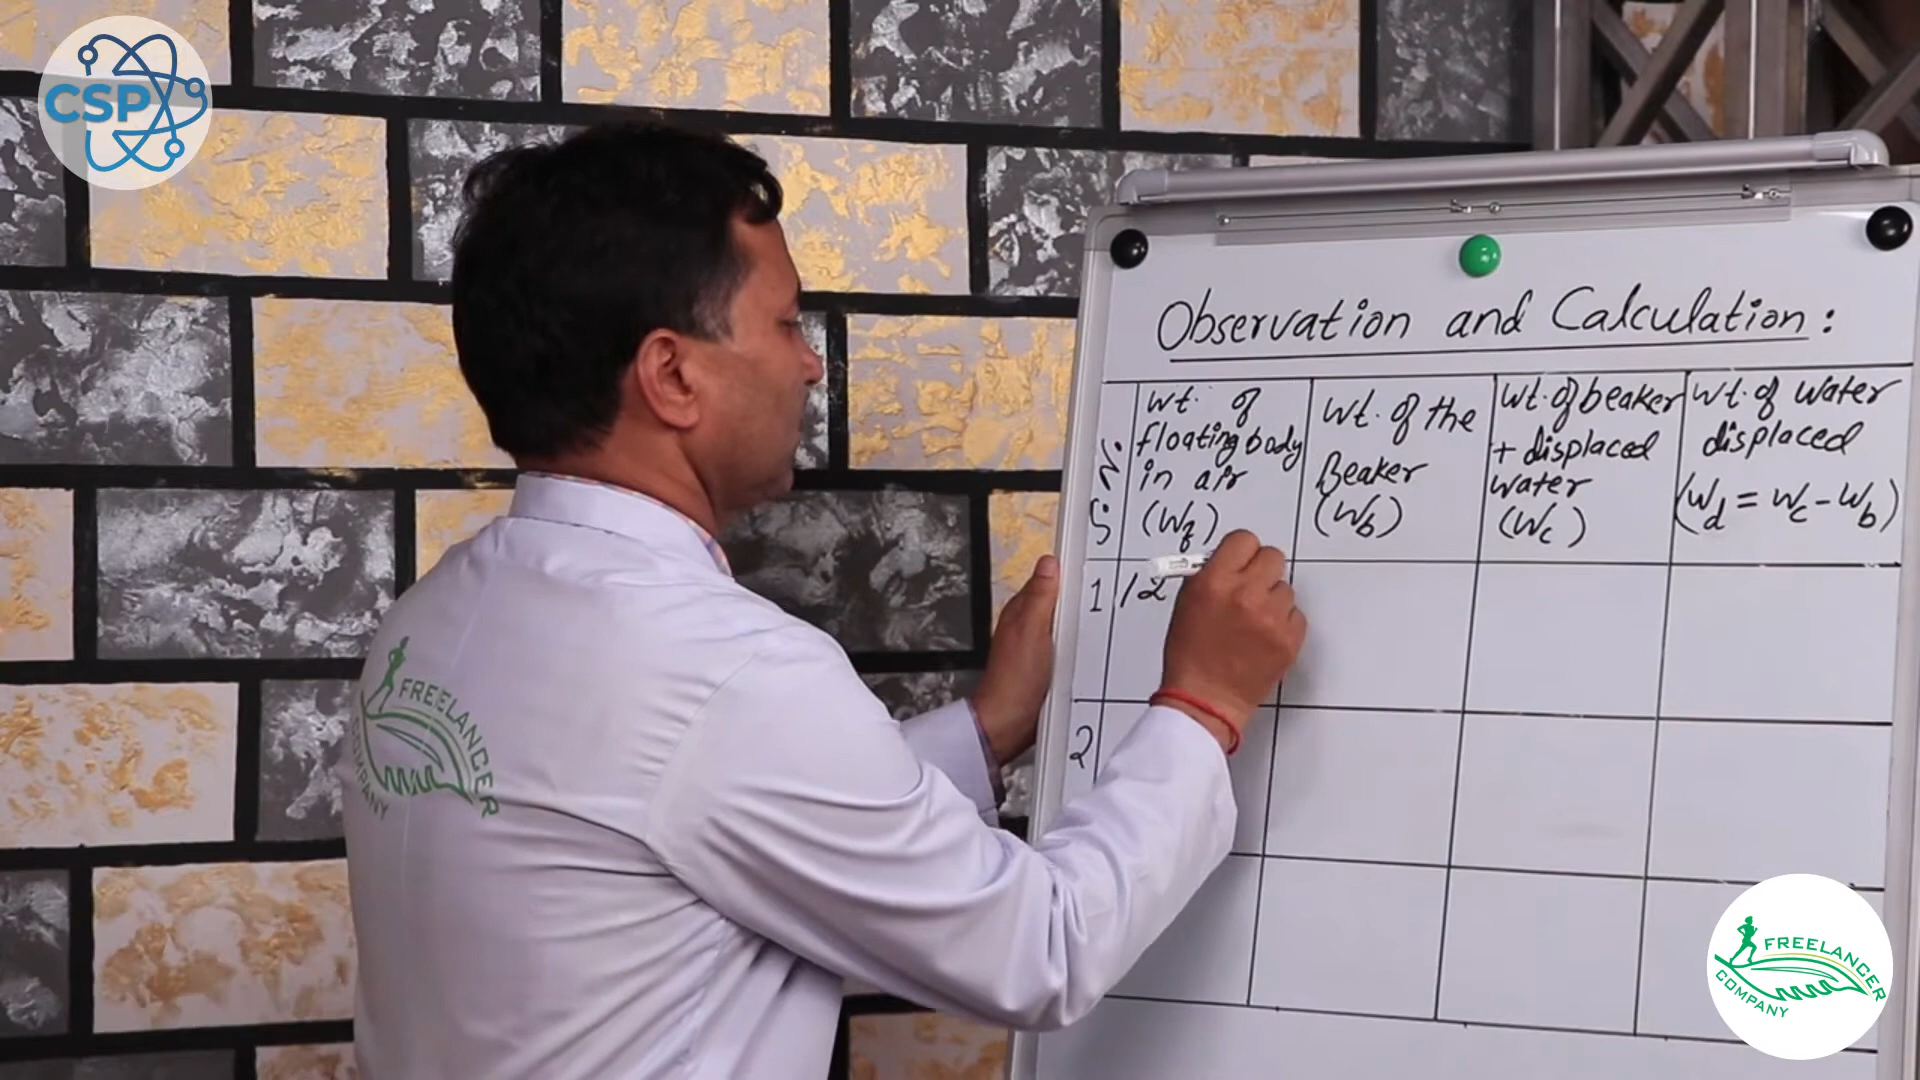 CSP
Observation and Calculation :
S.N.
Wt. of
floating body
in air
(Wf)
Wt. of the
Beaker
(Wb)
Wt. of beaker
+ displaced
water
(Wc)
Wt. of water
displaced
(Wd = Wc - Wb)
1
12
2
FREELANCER
COMPANY
FREELANCER
COMPANY